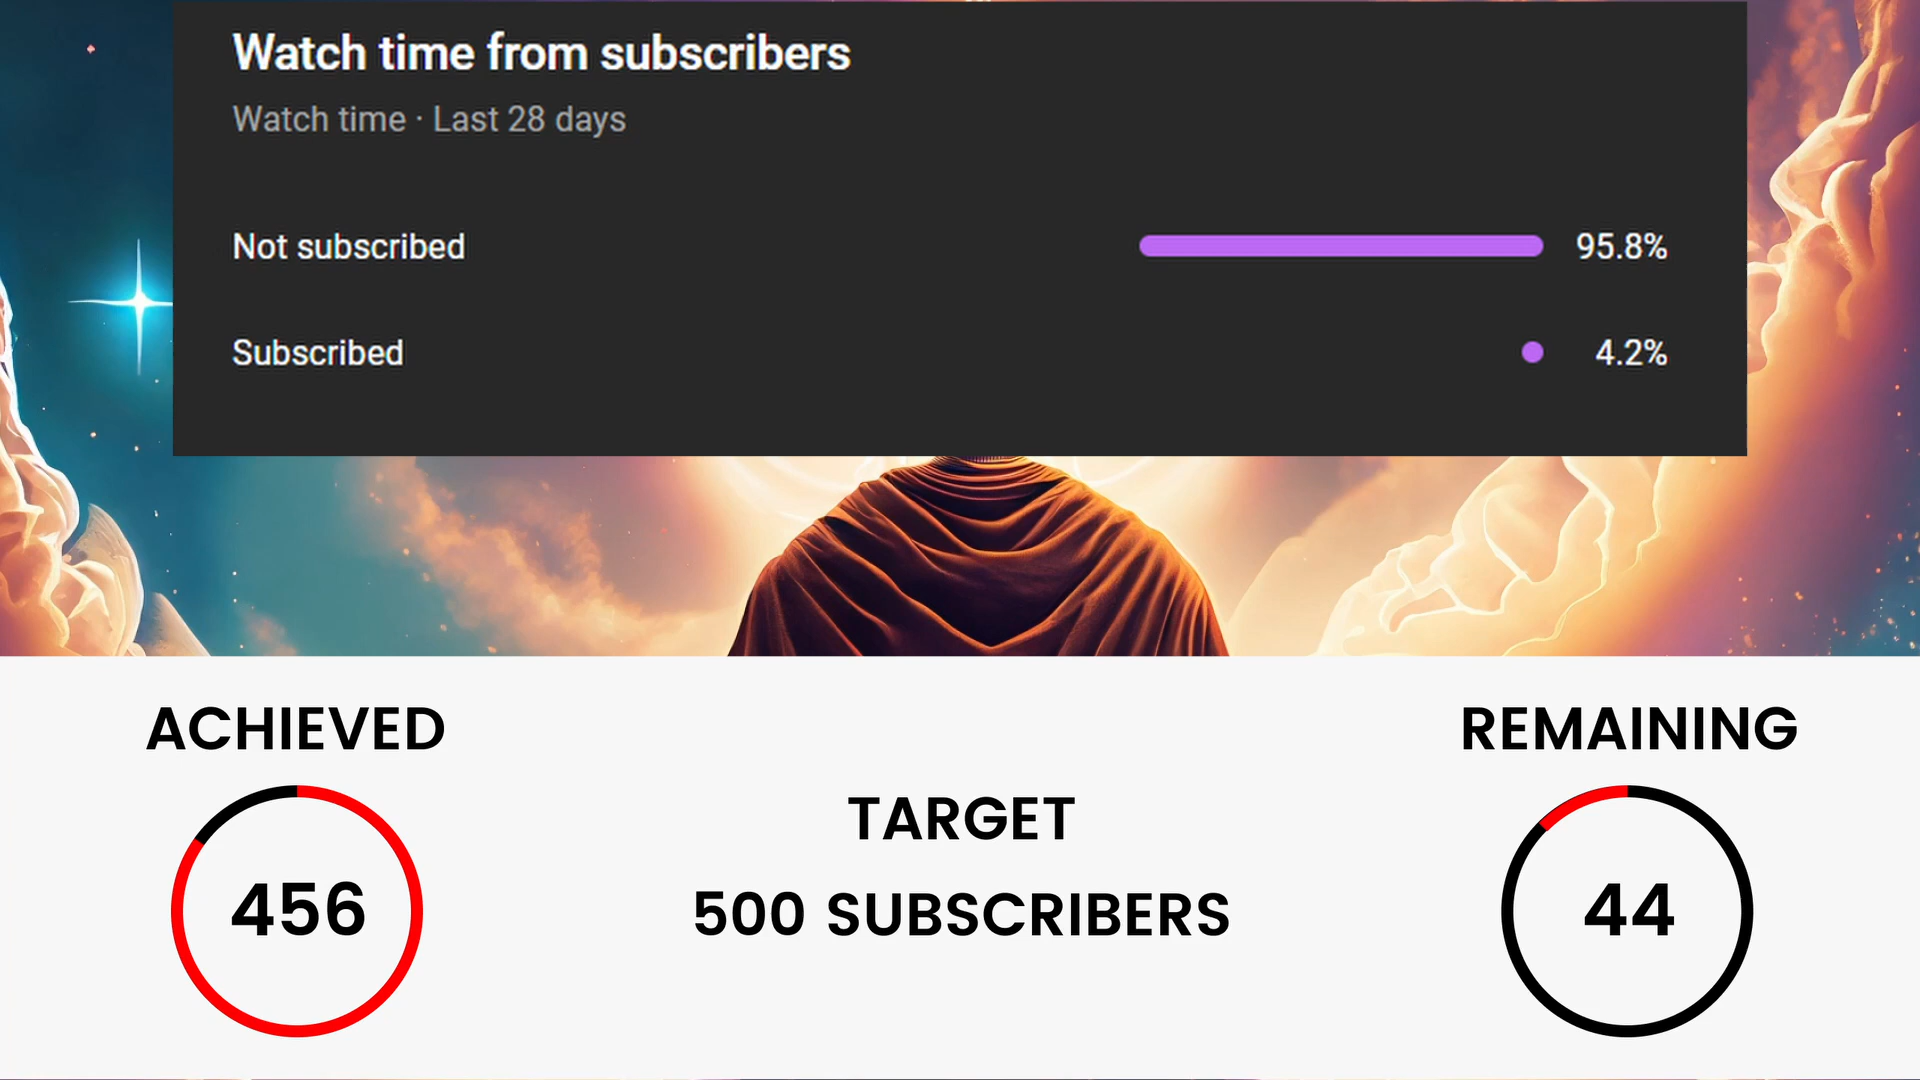 Watch time from subscribers
Watch time · Last 28 days
Not subscribed 95.8%
Subscribed 4.2%
ACHIEVED
REMAINING
TARGET
456
500 SUBSCRIBERS
44